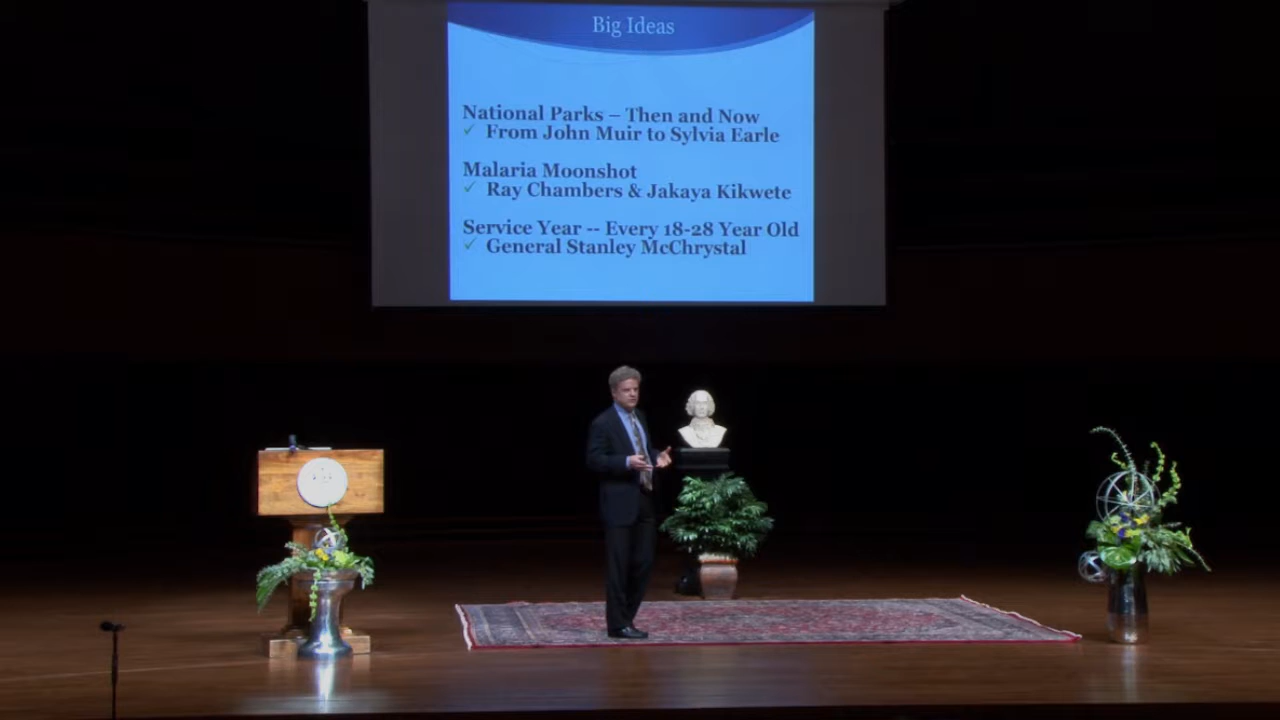 Big Ideas
National Parks – Then and Now
✓ From John Muir to Sylvia Earle
Malaria Moonshot
✓ Ray Chambers & Jakaya Kikwete
Service Year -- Every 18-28 Year Old
✓ General Stanley McChrystal